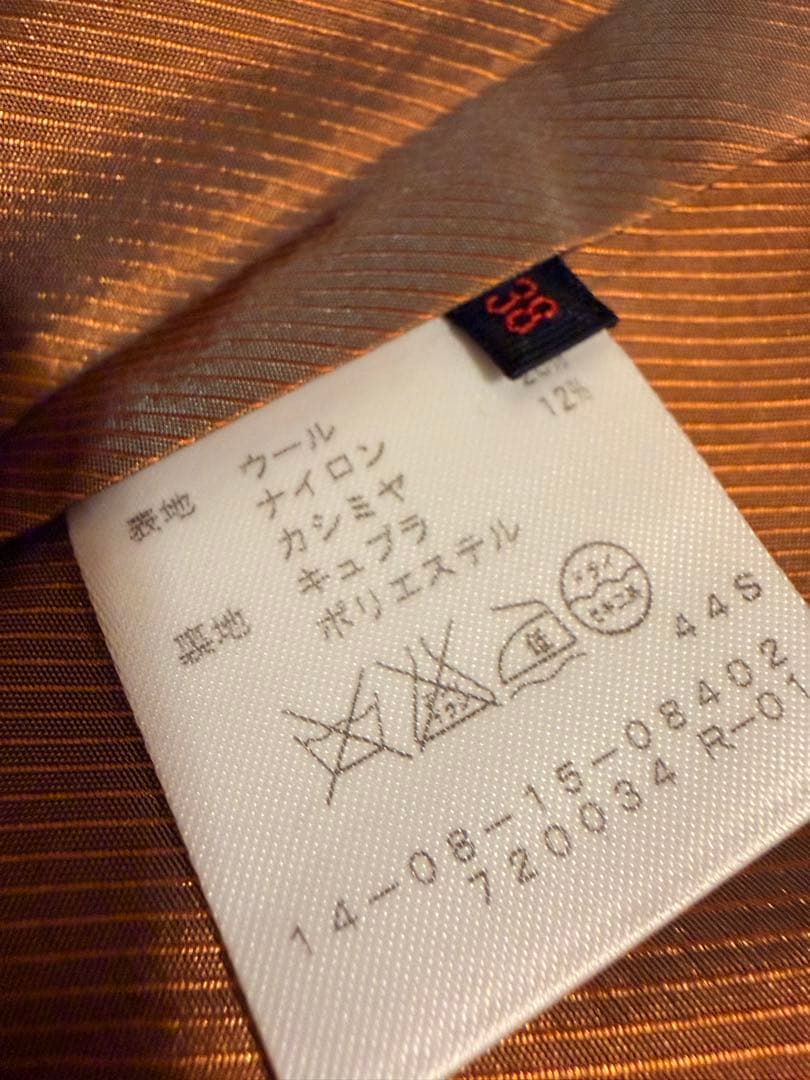 38
12%
表地 ウール
ナイロン
カシミヤ
キュプラ
裏地 ポリエステル
低
44S
14-08-15-08402
720034 R-01